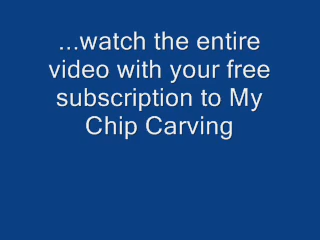 ...watch the entire
video with your free
subscription to My
Chip Carving